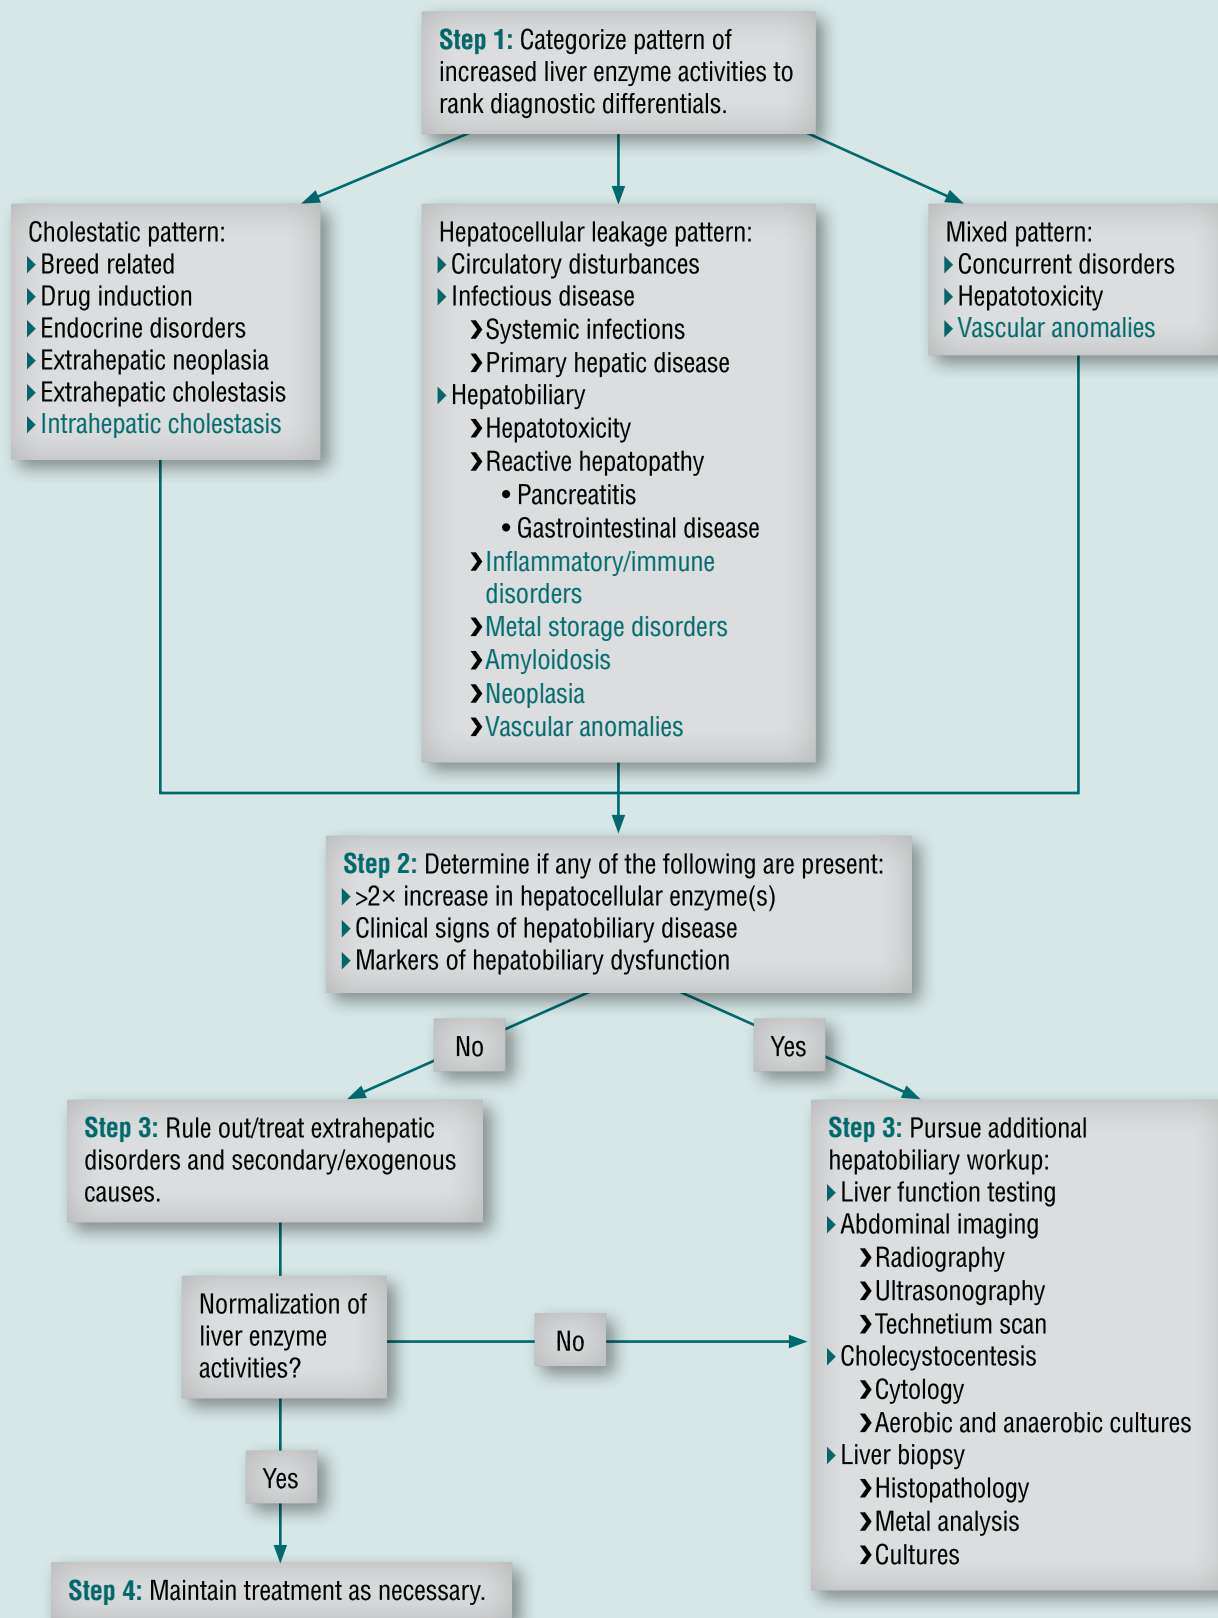 Step 1: Categorize pattern of
increased liver enzyme activities to
rank diagnostic differentials.
Cholestatic pattern:
Breed related
Drug induction
Endocrine disorders
Extrahepatic neoplasia
Extrahepatic cholestasis
Intrahepatic cholestasis
Hepatocellular leakage pattern:
Circulatory disturbances
Infectious disease
Systemic infections
Primary hepatic disease
Hepatobiliary
Hepatotoxicity
Reactive hepatopathy
• Pancreatitis
• Gastrointestinal disease
Inflammatory/immune
disorders
Metal storage disorders
Amyloidosis
Neoplasia
Vascular anomalies
Mixed pattern:
Concurrent disorders
Hepatotoxicity
Vascular anomalies
Step 2: Determine if any of the following are present:
>2× increase in hepatocellular enzyme(s)
Clinical signs of hepatobiliary disease
Markers of hepatobiliary dysfunction
No
Yes
Step 3: Rule out/treat extrahepatic
disorders and secondary/exogenous
causes.
Normalization of
liver enzyme
activities?
No
Yes
Step 4: Maintain treatment as necessary.
Step 3: Pursue additional
hepatobiliary workup:
Liver function testing
Abdominal imaging
Radiography
Ultrasonography
Technetium scan
Cholecystocentesis
Cytology
Aerobic and anaerobic cultures
Liver biopsy
Histopathology
Metal analysis
Cultures